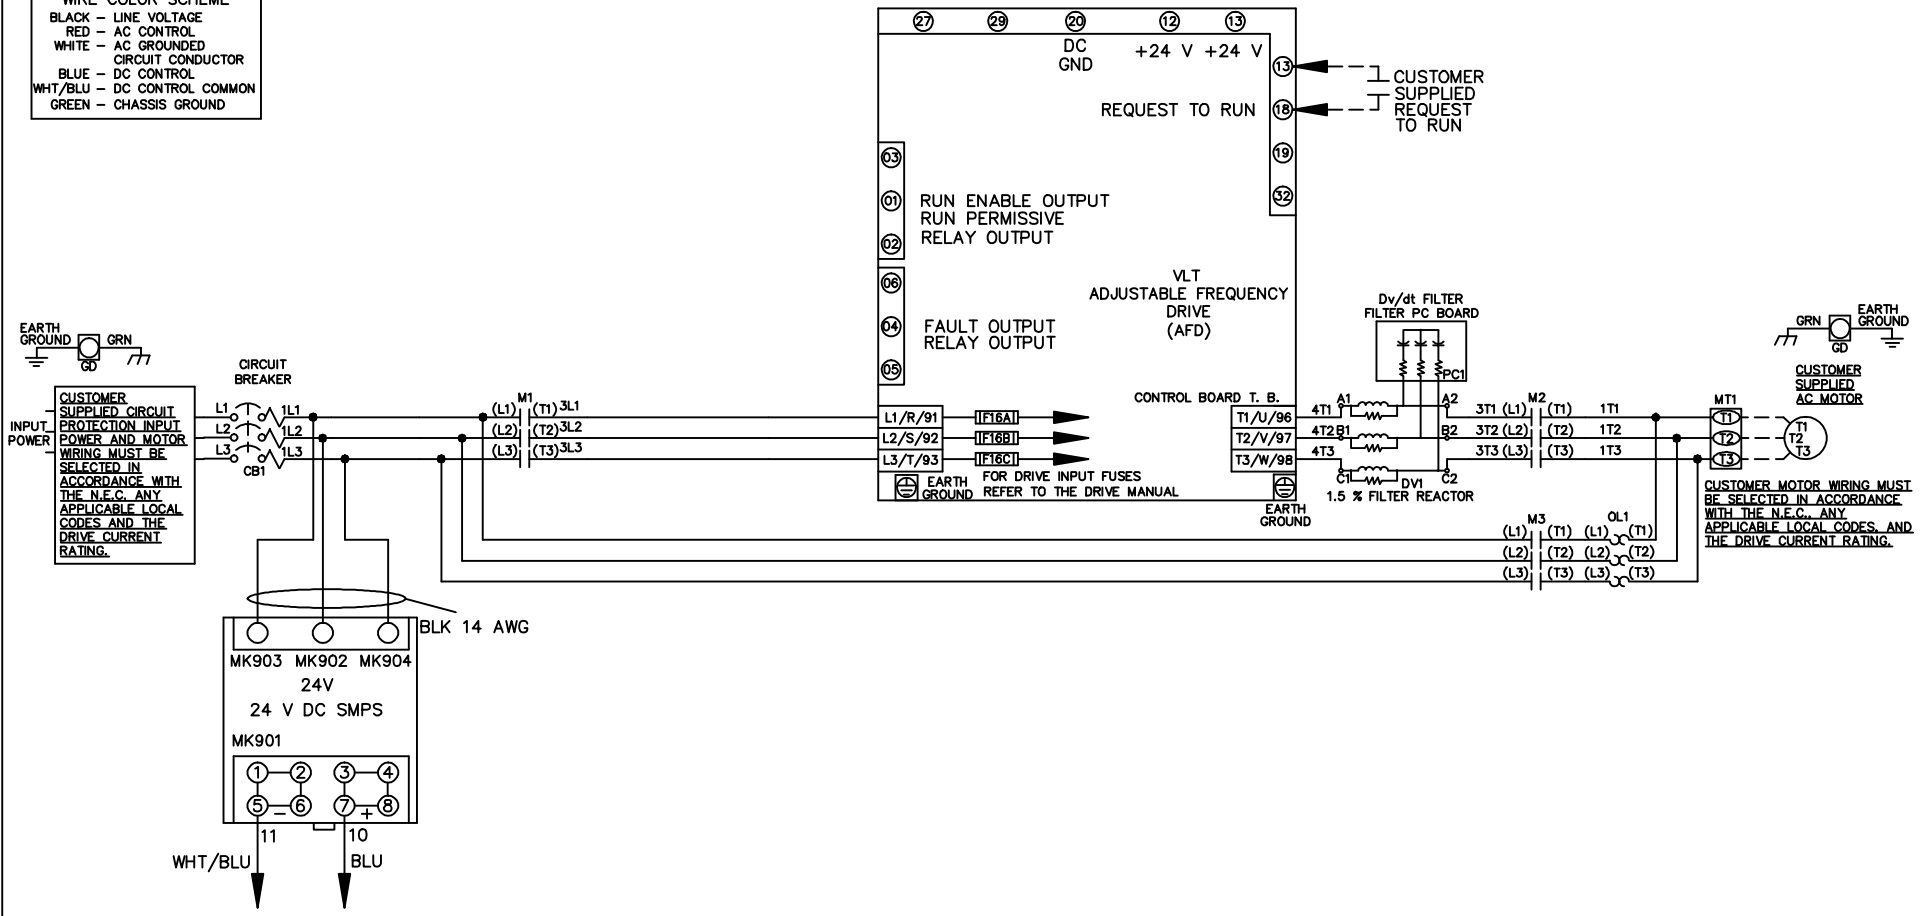 WIRE COLOR SCHEME
BLACK – LINE VOLTAGE
RED – AC CONTROL
WHITE – AC GROUNDED
CIRCUIT CONDUCTOR
BLUE – DC CONTROL
WHT/BLU – DC CONTROL COMMON
GREEN – CHASSIS GROUND
27 29 20 12 13
DC
GND
+24 V +24 V
13
REQUEST TO RUN 18
19
32
CUSTOMER
SUPPLIED
REQUEST
TO RUN
03
01
02
RUN ENABLE OUTPUT
RUN PERMISSIVE
RELAY OUTPUT
06
04
05
FAULT OUTPUT
RELAY OUTPUT
VLT
ADJUSTABLE FREQUENCY
DRIVE
(AFD)
CONTROL BOARD T. B.
EARTH
GROUND
GRN
GD
INPUT
POWER
CUSTOMER
SUPPLIED CIRCUIT
PROTECTION INPUT
POWER AND MOTOR
WIRING MUST BE
SELECTED IN
ACCORDANCE WITH
THE N.E.C. ANY
APPLICABLE LOCAL
CODES AND THE
DRIVE CURRENT
RATING.
CIRCUIT
BREAKER
L1 1L1
L2 1L2
L3 1L3
CB1
M1
(L1) (T1) 3L1
(L2) (T2) 3L2
(L3) (T3) 3L3
L1/R/91 F16A
L2/S/92 F16B
L3/T/93 F16C
EARTH
GROUND
FOR DRIVE INPUT FUSES
REFER TO THE DRIVE MANUAL
T1/U/96 4T1
T2/V/97 4T2
T3/W/98 4T3
EARTH
GROUND
Dv/dt FILTER
FILTER PC BOARD
PC1
A1 A2
B1 B2
C1 C2
DV1
1.5 % FILTER REACTOR
M2
3T1 (L1) (T1) 1T1
3T2 (L2) (T2) 1T2
3T3 (L3) (T3) 1T3
MT1
T1
T2
T3
T1
T2
T3
GRN
GD
EARTH
GROUND
CUSTOMER
SUPPLIED
AC MOTOR
CUSTOMER MOTOR WIRING MUST
BE SELECTED IN ACCORDANCE
WITH THE N.E.C., ANY
APPLICABLE LOCAL CODES, AND
THE DRIVE CURRENT RATING.
M3 OL1
(L1) (T1) (L1) (T1)
(L2) (T2) (L2) (T2)
(L3) (T3) (L3) (T3)
BLK 14 AWG
MK903 MK902 MK904
24V
24 V DC SMPS
MK901
1 2 3 4
5 – 6 7 + 8
11 10
WHT/BLU BLU